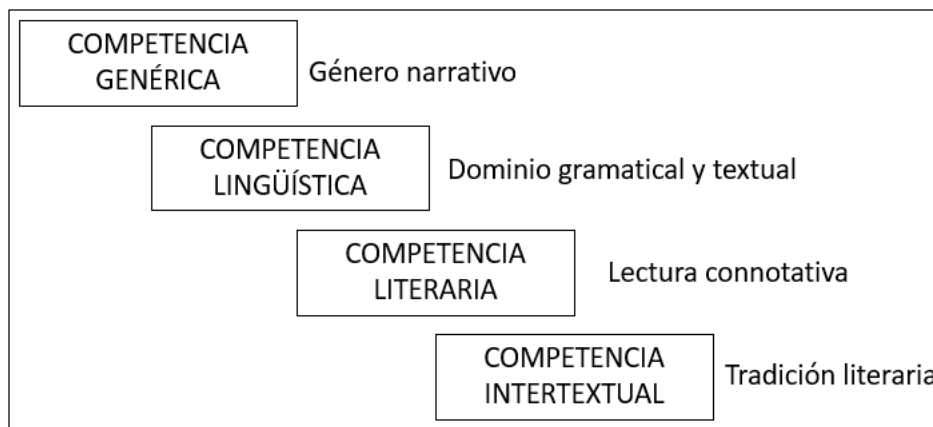 COMPETENCIA
GENÉRICA
Género narrativo
COMPETENCIA
LINGÜÍSTICA
Dominio gramatical y textual
COMPETENCIA
LITERARIA
Lectura connotativa
COMPETENCIA
INTERTEXTUAL
Tradición literaria